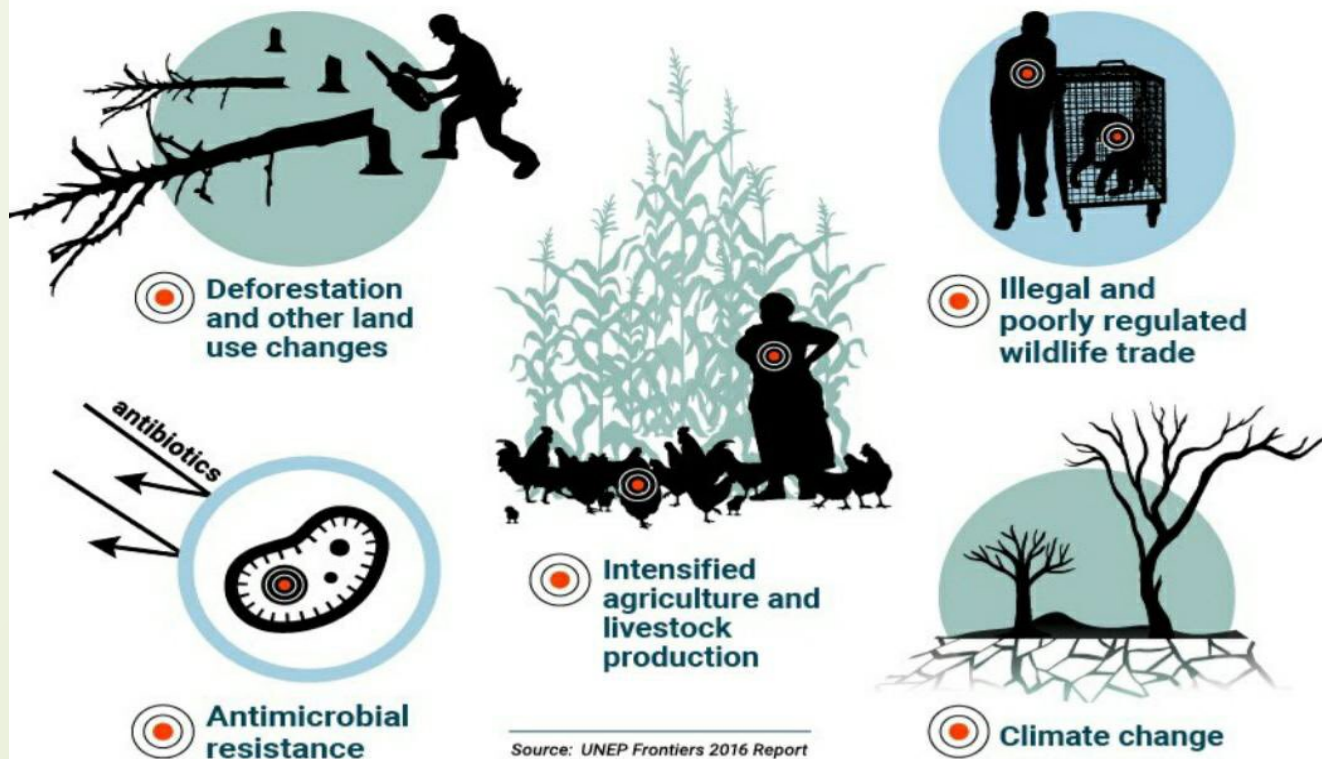 Deforestation
and other land
use changes
Illegal and
poorly regulated
wildlife trade
antibiotics
Intensified
agriculture and
livestock
production
Antimicrobial
resistance
Climate change
Source: UNEP Frontiers 2016 Report